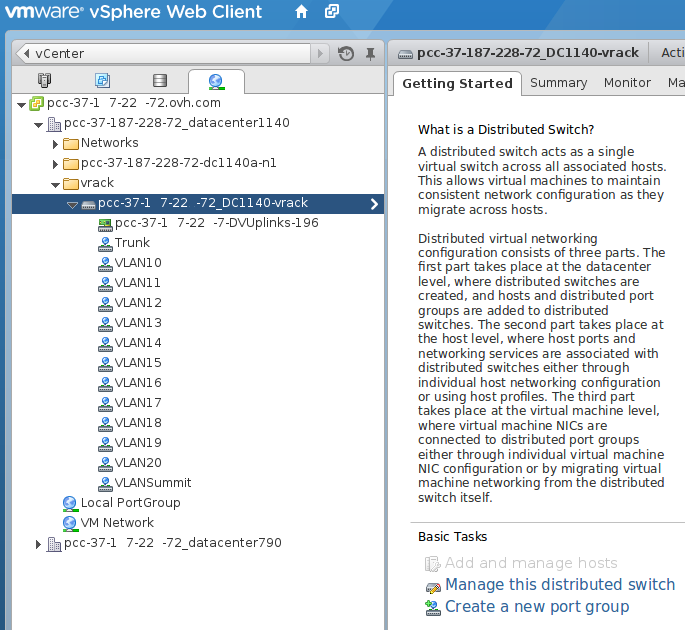 vmware vSphere Web Client
vCenter
pcc-37-1 7-22 -72.ovh.com
pcc-37-187-228-72_datacenter1140
Networks
pcc-37-187-228-72-dc1140a-n1
vrack
pcc-37-1 7-22 -72_DC1140-vrack
pcc-37-1 7-22 -7-DVUplinks-196
Trunk
VLAN10
VLAN11
VLAN12
VLAN13
VLAN14
VLAN15
VLAN16
VLAN17
VLAN18
VLAN19
VLAN20
VLANSummit
Local PortGroup
VM Network
pcc-37-1 7-22 -72_datacenter790
pcc-37-187-228-72_DC1140-vrack Acti
Getting Started Summary Monitor Ma
What is a Distributed Switch?
A distributed switch acts as a single
virtual switch across all associated hosts.
This allows virtual machines to maintain
consistent network configuration as they
migrate across hosts.
Distributed virtual networking
configuration consists of three parts. The
first part takes place at the datacenter
level, where distributed switches are
created, and hosts and distributed port
groups are added to distributed
switches. The second part takes place at
the host level, where host ports and
networking services are associated with
distributed switches either through
individual host networking configuration
or using host profiles. The third part
takes place at the virtual machine level,
where virtual machine NICs are
connected to distributed port groups
either through individual virtual machine
NIC configuration or by migrating virtual
machine networking from the distributed
switch itself.
Basic Tasks
Add and manage hosts
Manage this distributed switch
Create a new port group